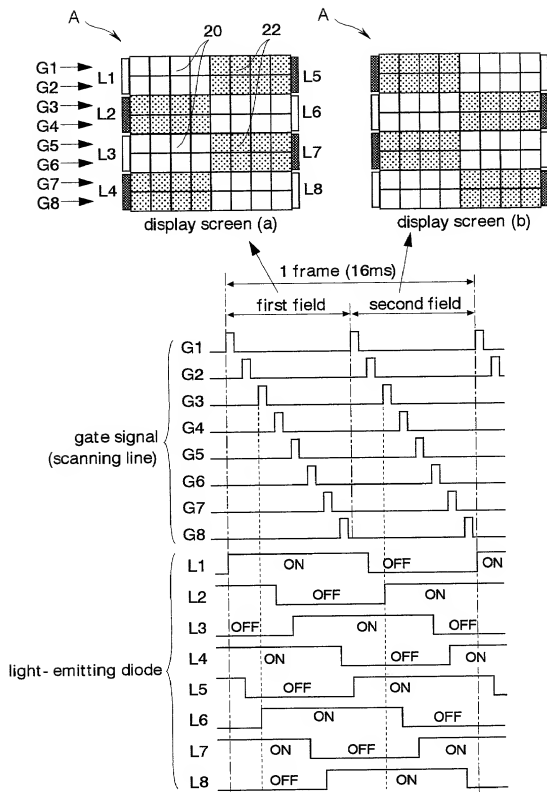 A
A
20
22
G1
G2
G3
G4
G5
G6
G7
G8
L1
L2
L3
L4
L5
L6
L7
L8
display screen (a)
display screen (b)
1 frame (16ms)
first field
second field
gate signal
(scanning line)
G1
G2
G3
G4
G5
G6
G7
G8
light-emitting diode
L1 ON OFF ON
L2 OFF ON
L3 OFF ON OFF
L4 ON OFF ON
L5 OFF ON
L6 ON OFF
L7 ON OFF ON
L8 OFF ON